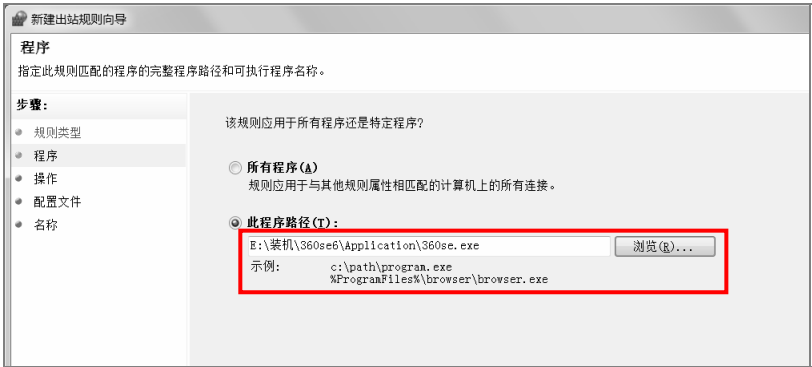 新建出站规则向导
程序
指定此规则匹配的程序的完整程序路径和可执行程序名称。
步骤:
规则类型
程序
操作
配置文件
名称
该规则应用于所有程序还是特定程序?
所有程序(A)
规则应用于与其他规则属性相匹配的计算机上的所有连接。
此程序路径(T):
E:\装机\360se6\Application\360se.exe 浏览(R)...
示例: c:\path\program.exe
%ProgramFiles%\browser\browser.exe